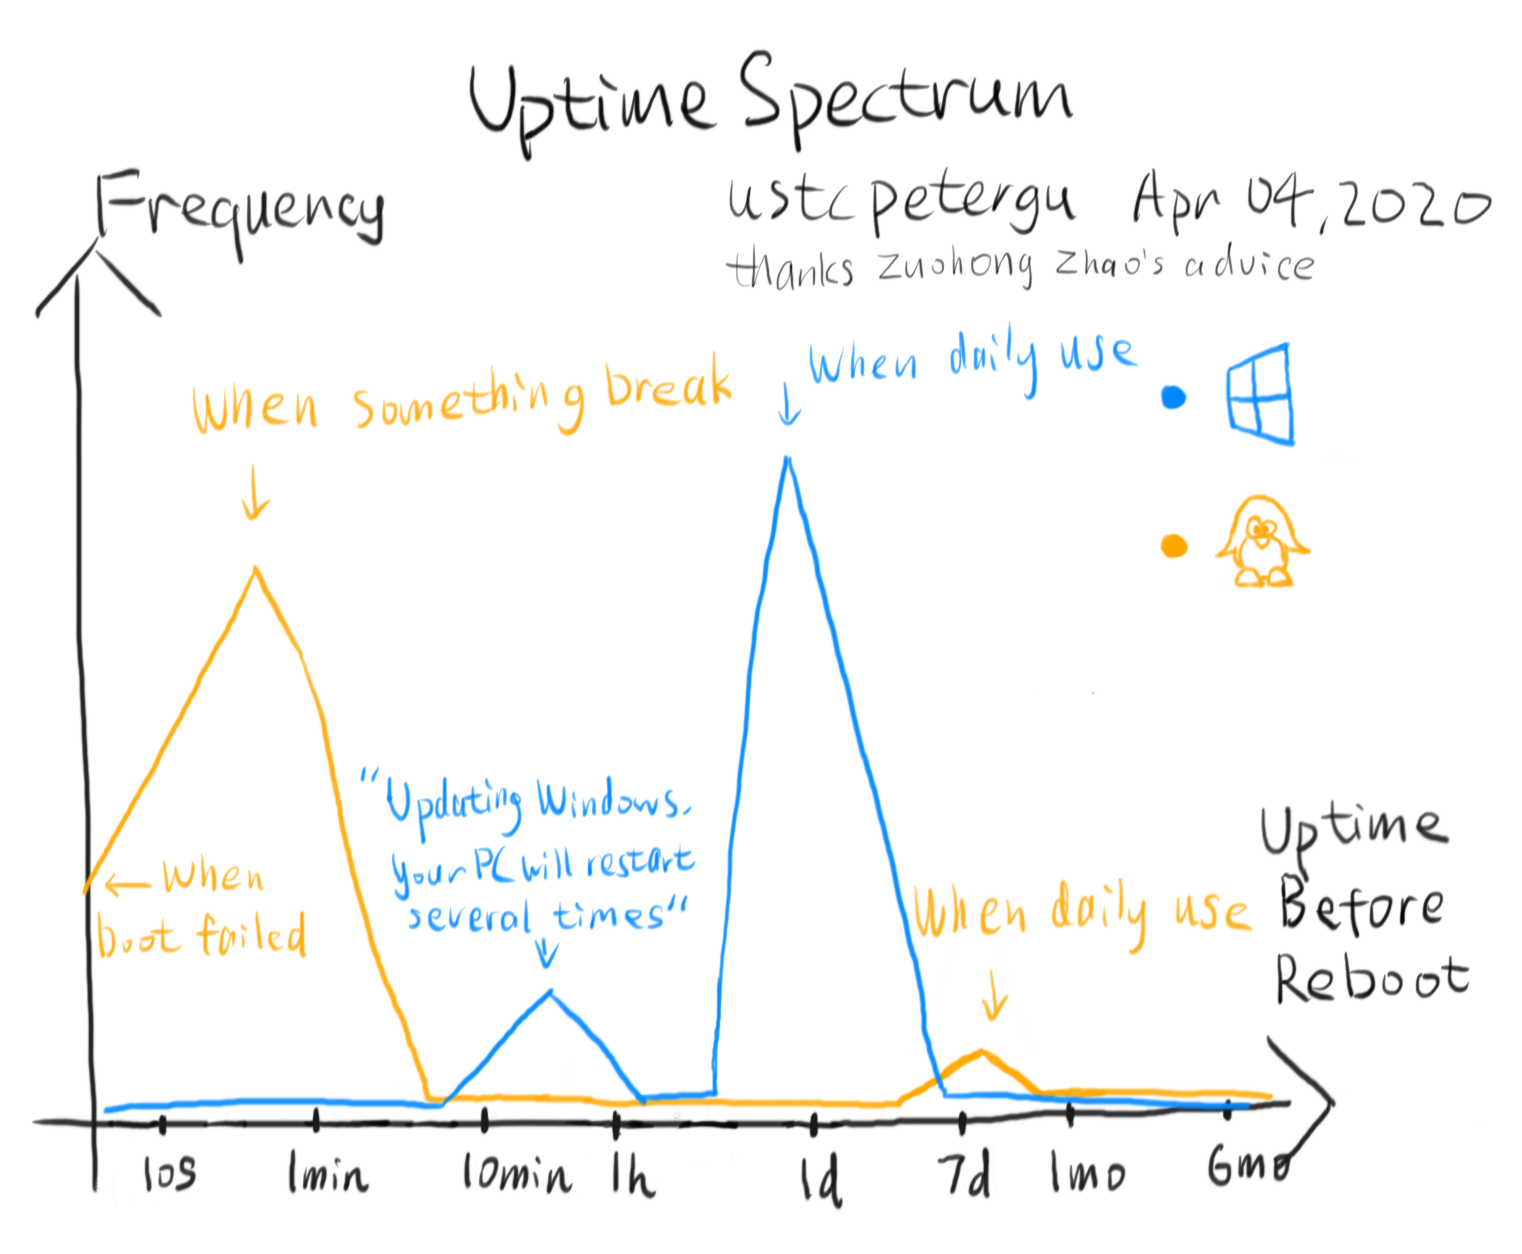 Uptime Spectrum
Frequency
ustcpetergu Apr 04, 2020
thanks zuohong zhao's advice
When daily use
When something break
"Updating Windows.
your PC will restart
several times"
Uptime
Before
Reboot
← When
boot failed
When daily use
10s 1min 10min 1h 1d 7d 1mo 6mo